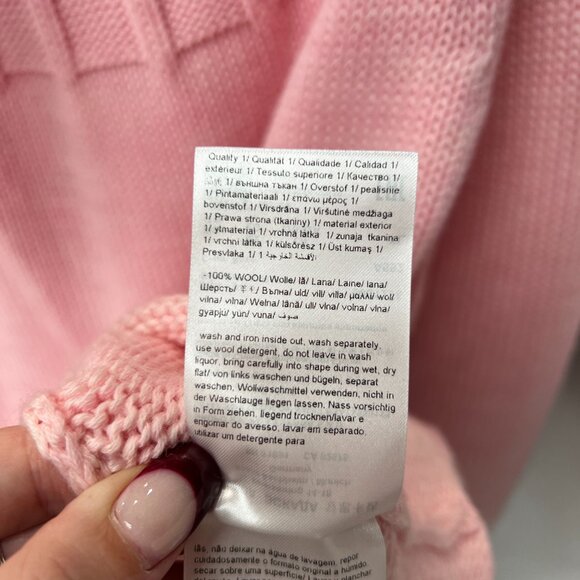 Quality 1/ Qualität 1/ Qualidade 1/ Calidad 1/
extérieur 1/ Tessuto superiore 1/ Качество 1/
1/ външна тъкан 1/ Overstof 1/ pealisriie
1/ Pintamateriaali 1/ επάνω μέρος 1/
bovenstof 1/ Virsdrāna 1/ Viršutinė medžiaga
1/ Prawa strona (tkaniny) 1/ material exterior
1/ ylmaterial 1/ vrchná látka 1/ zunaja tkanina
1/ vrchní látka 1/ külsőrész 1/ Üst kumaş 1/
Presvlaka 1/ 1 الأقمشة الخارجية/
-100% WOOL/ Wolle/ lã/ Lana/ Laine/ lana/
Шерсть/ 羊毛/ Вълна/ uld/ vill/ villa/ μαλλί/ wol/
vilna/ vilna/ Wełna/ lână/ ull/ vlna/ volna/ vlna/
gyapjú/ yün/ vuna/ صوف
wash and iron inside out, wash separately,
use wool detergent, do not leave in wash
liquor, bring carefully into shape during wet, dry
flat/ von links waschen und bügeln, separat
waschen, Wollwaschmittel verwenden, nicht in
der Waschlauge liegen lassen, Nass vorsichtig
in Form ziehen, liegend trocknen/lavar e
engomar do avesso, lavar em separado,
utilizar um detergente para
lãs, não deixar na água de lavagem, repor
cuidadosamente o formato original a húmido,
secar sobre uma superfície/